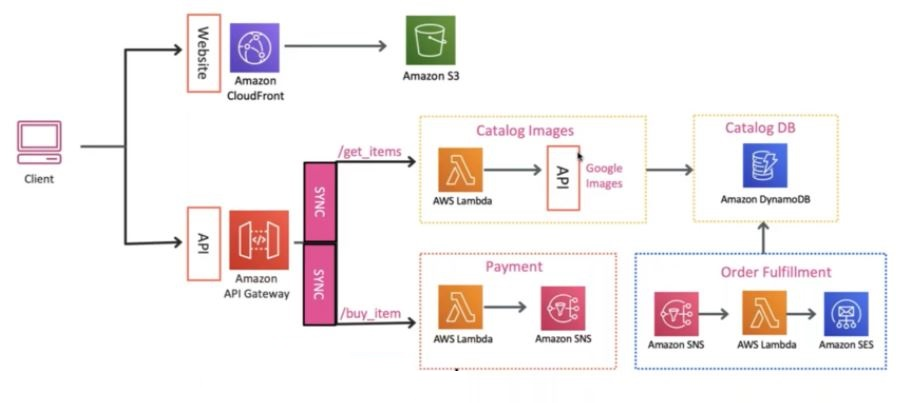 Website
Amazon
CloudFront
Amazon S3
Client
API
Amazon
API Gateway
SYNC
SYNC
/get_items
/buy_item
Catalog Images
AWS Lambda
API
Google
Images
Catalog DB
Amazon DynamoDB
Payment
AWS Lambda
Amazon SNS
Order Fulfillment
Amazon SNS
AWS Lambda
Amazon SES